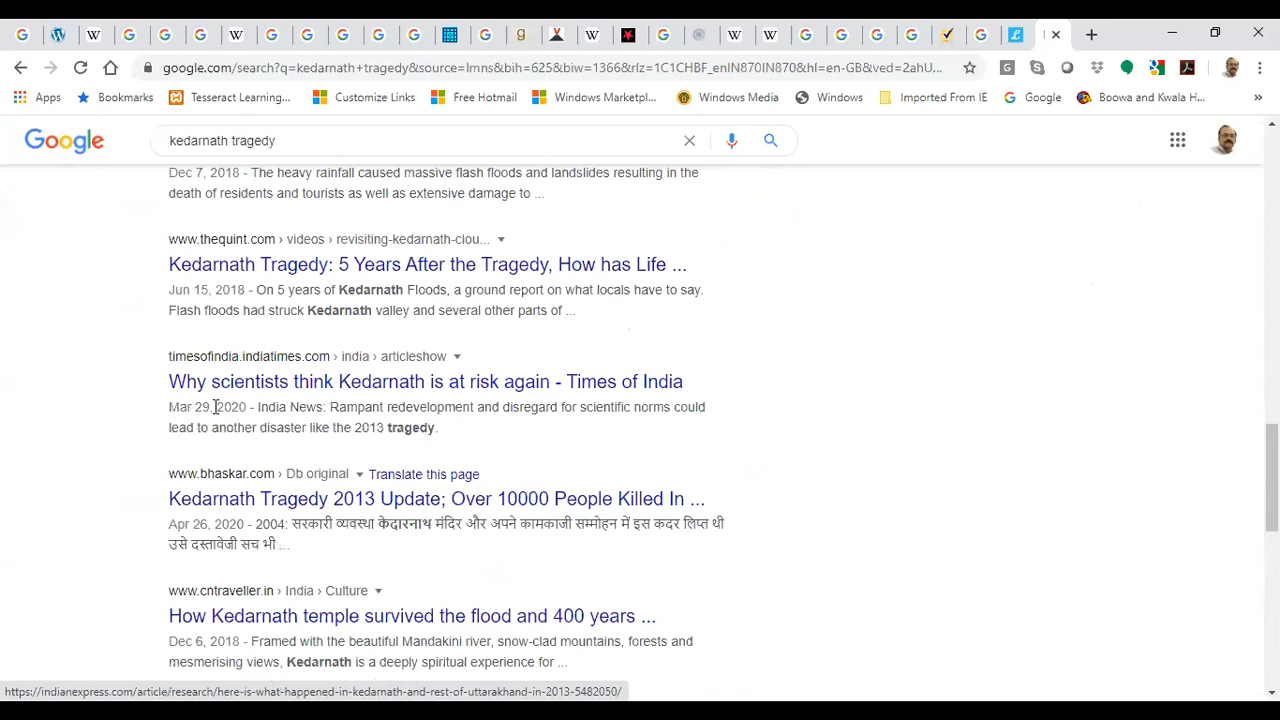 google.com/search?q=kedarnath+tragedy&source=lmns&bih=625&biw=1366&rlz=1C1CHBF_enIN870IN870&hl=en-GB&ved=2ahU...
Apps Bookmarks Tesseract Learning... Customize Links Free Hotmail Windows Marketpl... Windows Media Windows Imported From IE Google Boowa and Kwala H... »
Google kedarnath tragedy
Dec 7, 2018 - The heavy rainfall caused massive flash floods and landslides resulting in the
death of residents and tourists as well as extensive damage to ...
www.thequint.com › videos › revisiting-kedarnath-clou...
Kedarnath Tragedy: 5 Years After the Tragedy, How has Life ...
Jun 15, 2018 - On 5 years of Kedarnath Floods, a ground report on what locals have to say.
Flash floods had struck Kedarnath valley and several other parts of ...
timesofindia.indiatimes.com › india › articleshow
Why scientists think Kedarnath is at risk again - Times of India
Mar 29, 2020 - India News: Rampant redevelopment and disregard for scientific norms could
lead to another disaster like the 2013 tragedy.
www.bhaskar.com › Db original Translate this page
Kedarnath Tragedy 2013 Update; Over 10000 People Killed In ...
Apr 26, 2020 - 2004: सरकारी व्यवस्था केदारनाथ मंदिर और अपने कामकाजी सम्मोहन में इस कदर लिप्त थी
उसे दस्तावेजी सच भी ...
www.cntraveller.in › India › Culture
How Kedarnath temple survived the flood and 400 years ...
Dec 6, 2018 - Framed with the beautiful Mandakini river, snow-clad mountains, forests and
mesmerising views, Kedarnath is a deeply spiritual experience for ...
https://indianexpress.com/article/research/here-is-what-happened-in-kedarnath-and-rest-of-uttarakhand-in-2013-5482050/